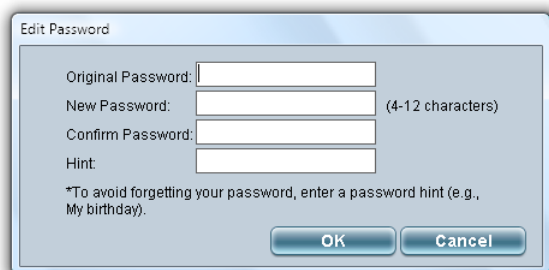 Edit Password
Original Password:
New Password: (4-12 characters)
Confirm Password:
Hint:
*To avoid forgetting your password, enter a password hint (e.g.,
My birthday).
OK Cancel